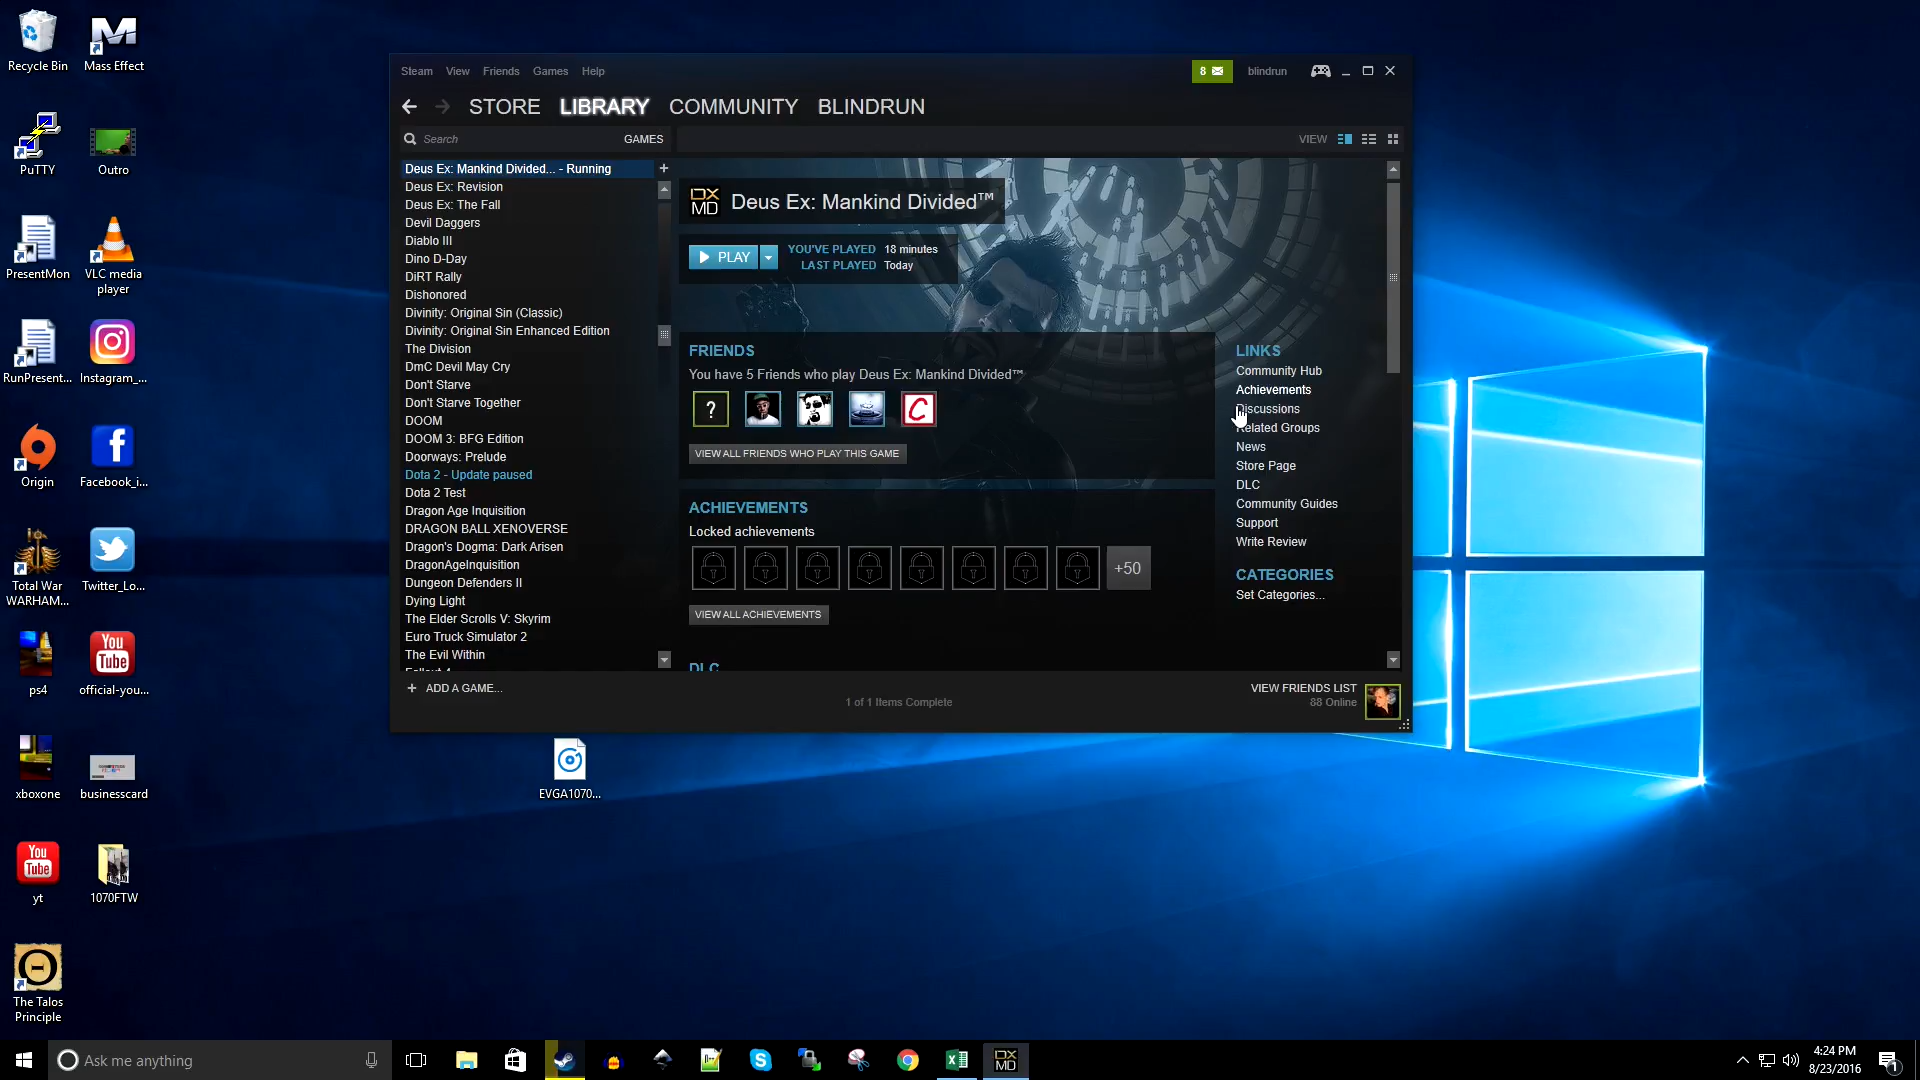 Recycle Bin
Mass Effect
PuTTY
Outro
PresentMon
VLC media
player
RunPresent...
Instagram_...
Origin
Facebook_i...
Total War
WARHAM...
Twitter_Lo...
ps4
You
Tube
official-you...
xboxone
businesscard
You
Tube
yt
1070FTW
The Talos
Principle
EVGA1070...
Steam View Friends Games Help
8
blindrun
STORE LIBRARY COMMUNITY BLINDRUN
Search
GAMES
VIEW
Deus Ex: Mankind Divided... - Running
Deus Ex: Revision
Deus Ex: The Fall
Devil Daggers
Diablo III
Dino D-Day
DiRT Rally
Dishonored
Divinity: Original Sin (Classic)
Divinity: Original Sin Enhanced Edition
The Division
DmC Devil May Cry
Don't Starve
Don't Starve Together
DOOM
DOOM 3: BFG Edition
Doorways: Prelude
Dota 2 - Update paused
Dota 2 Test
Dragon Age Inquisition
DRAGON BALL XENOVERSE
Dragon's Dogma: Dark Arisen
DragonAgeInquisition
Dungeon Defenders II
Dying Light
The Elder Scrolls V: Skyrim
Euro Truck Simulator 2
The Evil Within
Fallout 4
DX
MD
Deus Ex: Mankind Divided™
PLAY
YOU'VE PLAYED 18 minutes
LAST PLAYED Today
FRIENDS
You have 5 Friends who play Deus Ex: Mankind Divided™
?
C
VIEW ALL FRIENDS WHO PLAY THIS GAME
ACHIEVEMENTS
Locked achievements
+50
VIEW ALL ACHIEVEMENTS
DLC
LINKS
Community Hub
Achievements
Discussions
Related Groups
News
Store Page
DLC
Community Guides
Support
Write Review
CATEGORIES
Set Categories...
+ ADD A GAME...
1 of 1 Items Complete
VIEW FRIENDS LIST
88 Online
Ask me anything
DX
MD
4:24 PM
8/23/2016
1